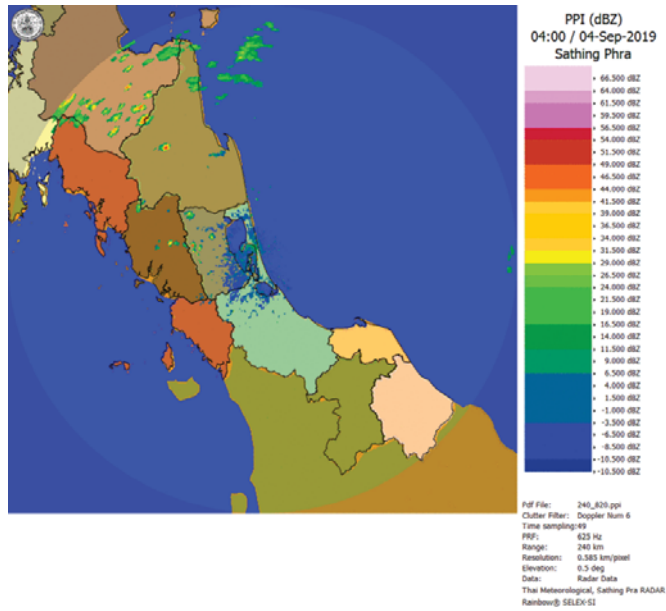 PPI (dBZ)
04:00 / 04-Sep-2019
Sathing Phra
66.500 dBZ
64.000 dBZ
61.500 dBZ
59.500 dBZ
56.500 dBZ
54.000 dBZ
51.500 dBZ
49.000 dBZ
46.500 dBZ
44.000 dBZ
41.500 dBZ
39.000 dBZ
36.500 dBZ
34.000 dBZ
31.500 dBZ
29.000 dBZ
26.500 dBZ
24.000 dBZ
21.500 dBZ
19.000 dBZ
16.500 dBZ
14.000 dBZ
11.500 dBZ
9.000 dBZ
6.500 dBZ
4.000 dBZ
1.500 dBZ
-1.000 dBZ
-3.500 dBZ
-6.500 dBZ
-8.500 dBZ
-10.500 dBZ
-10.500 dBZ
Pdf File: 240_820.ppi
Clutter Filter: Doppler Num 6
Time sampling:49
PRF: 625 Hz
Range: 240 km
Resolution: 0.585 km/pixel
Elevation: 0.5 deg
Data: Radar Data
Thai Meteorological, Sathing Pra RADAR
Rainbow® SELEX-SI